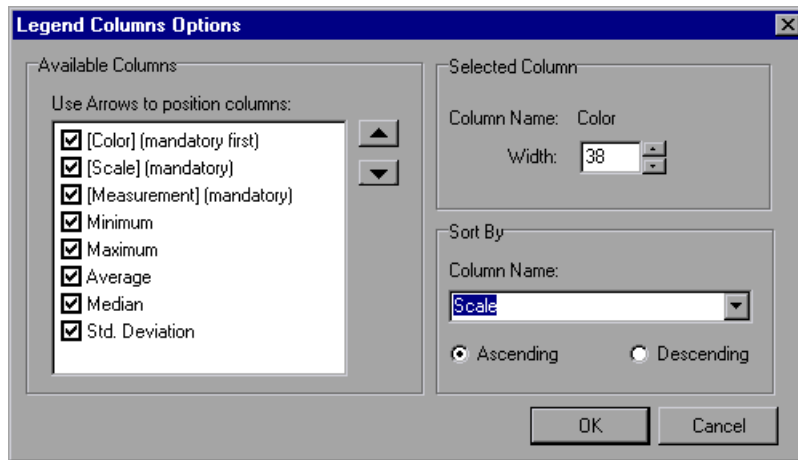 Legend Columns Options
Available Columns
Use Arrows to position columns:
[Color] (mandatory first)
[Scale] (mandatory)
[Measurement] (mandatory)
Minimum
Maximum
Average
Median
Std. Deviation
Selected Column
Column Name: Color
Width: 38
Sort By
Column Name:
Scale
Ascending Descending
OK Cancel